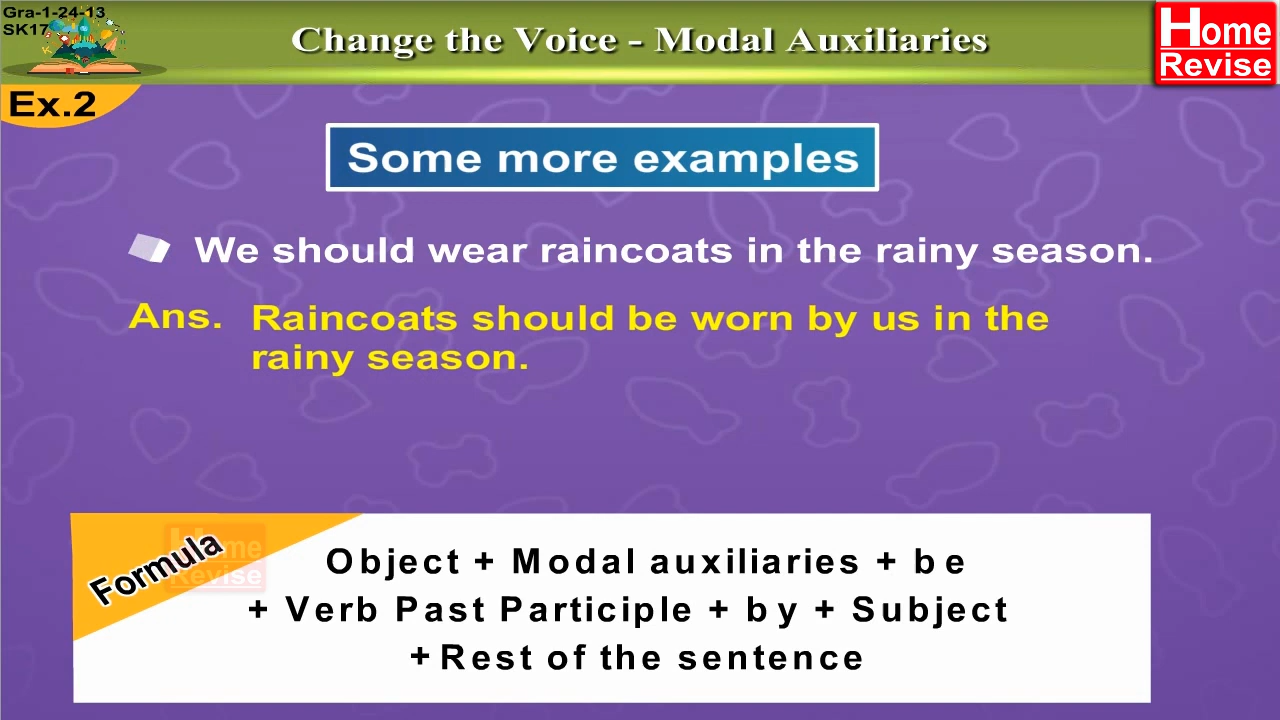 Gra-1-24-13
SK17
Change the Voice - Modal Auxiliaries
Home
Revise
Ex.2
Some more examples
We should wear raincoats in the rainy season.
Ans. Raincoats should be worn by us in the
rainy season.
Home
Revise
Formula
Object + Modal auxiliaries + be
+ Verb Past Participle + by + Subject
+ Rest of the sentence